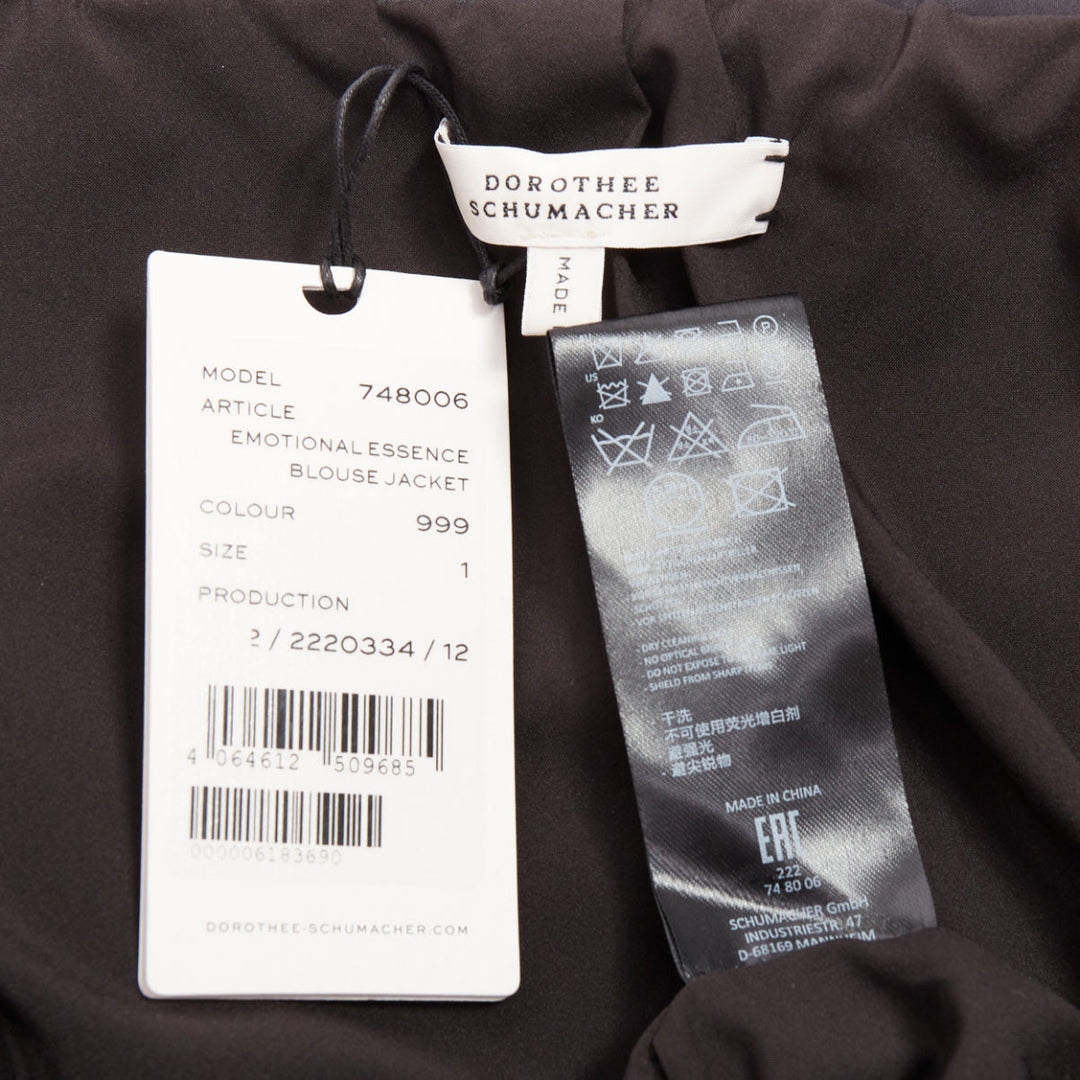 DOROTHEE
SCHUMACHER
MADE
MODEL 748006
ARTICLE
EMOTIONAL ESSENCE
BLOUSE JACKET
COLOUR 999
SIZE 1
PRODUCTION
2 / 2220334 / 12
4 064612 509685
000006183690
DOROTHEE-SCHUMACHER.COM
P
US
KO
- DRY CLEANING
- NO OPTICAL LIGHT
- DO NOT EXPOSE
- SHIELD FROM SHARP
- 干洗
- 不可使用荧光增白剂
- 避强光
- 避尖锐物
MADE IN CHINA
EAC
222
74 80 06
SCHUMACHER GmbH
INDUSTRIESTR. 47
D-68169 MANNHEIM